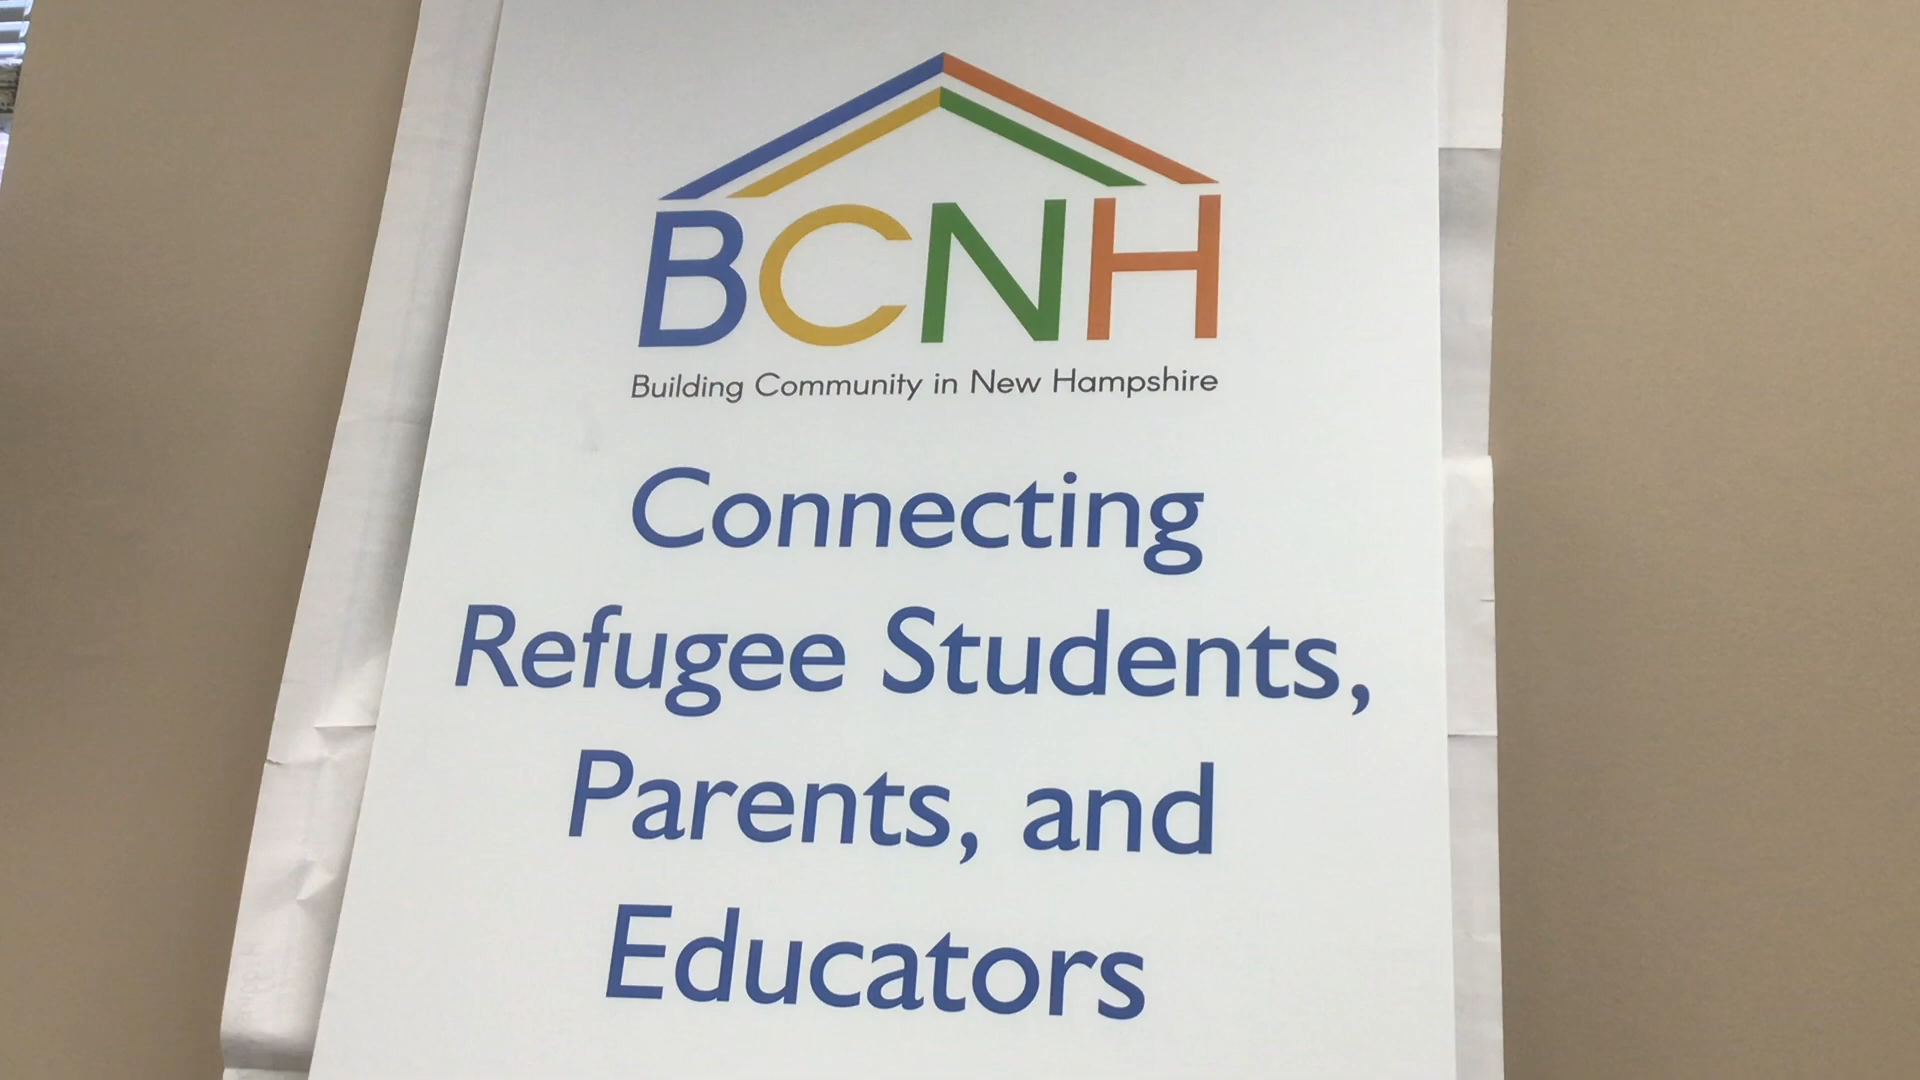 BCNH
Building Community in New Hampshire
Connecting
Refugee Students,
Parents, and
Educators